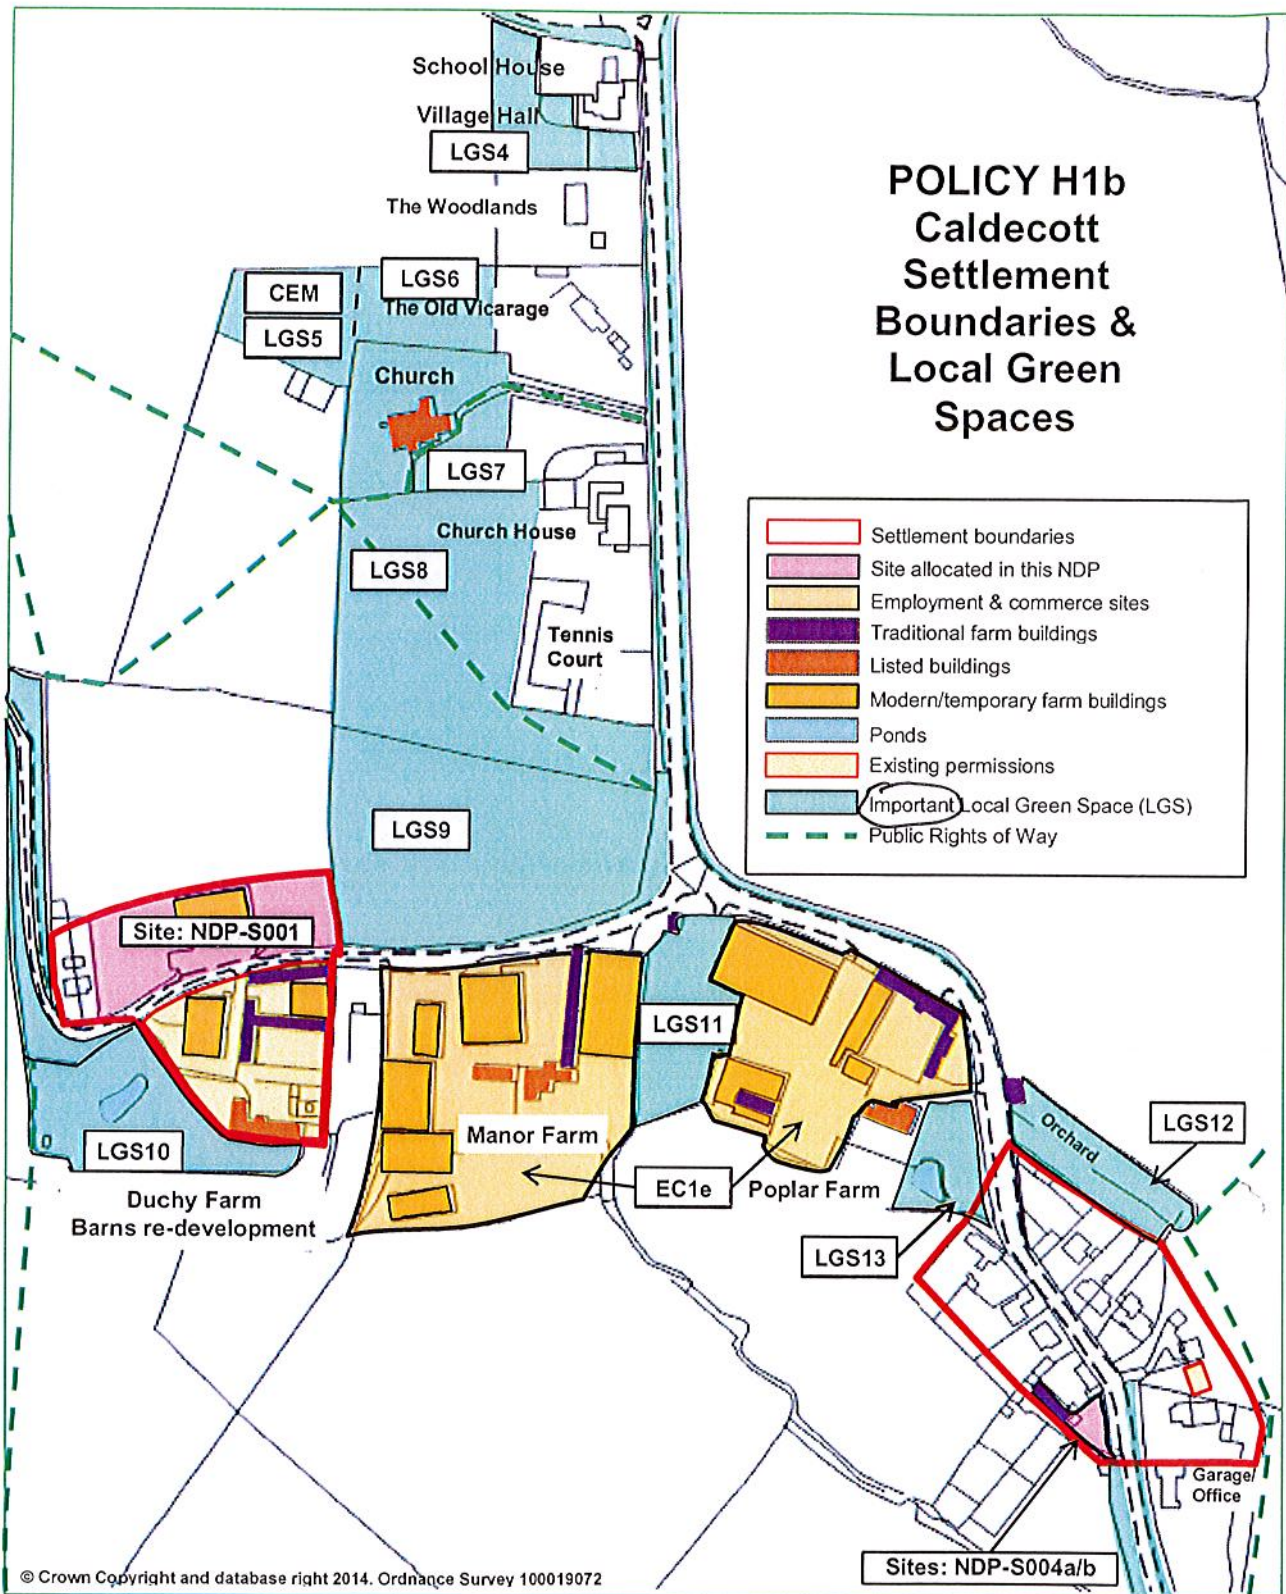 School House
Village Hall
LGS4
The Woodlands
POLICY H1b
Caldecott
Settlement
Boundaries &
Local Green
Spaces
CEM
LGS6
The Old Vicarage
LGS5
Church
LGS7
Church House
LGS8
Tennis
Court
Settlement boundaries
Site allocated in this NDP
Employment & commerce sites
Traditional farm buildings
Listed buildings
Modern/temporary farm buildings
Ponds
Existing permissions
Important Local Green Space (LGS)
Public Rights of Way
LGS9
Site: NDP-S001
LGS11
Manor Farm
LGS10
EC1e
Poplar Farm
Orchard
LGS12
Duchy Farm
Barns re-development
LGS13
Garage/
Office
Sites: NDP-S004a/b
© Crown Copyright and database right 2014. Ordnance Survey 100019072